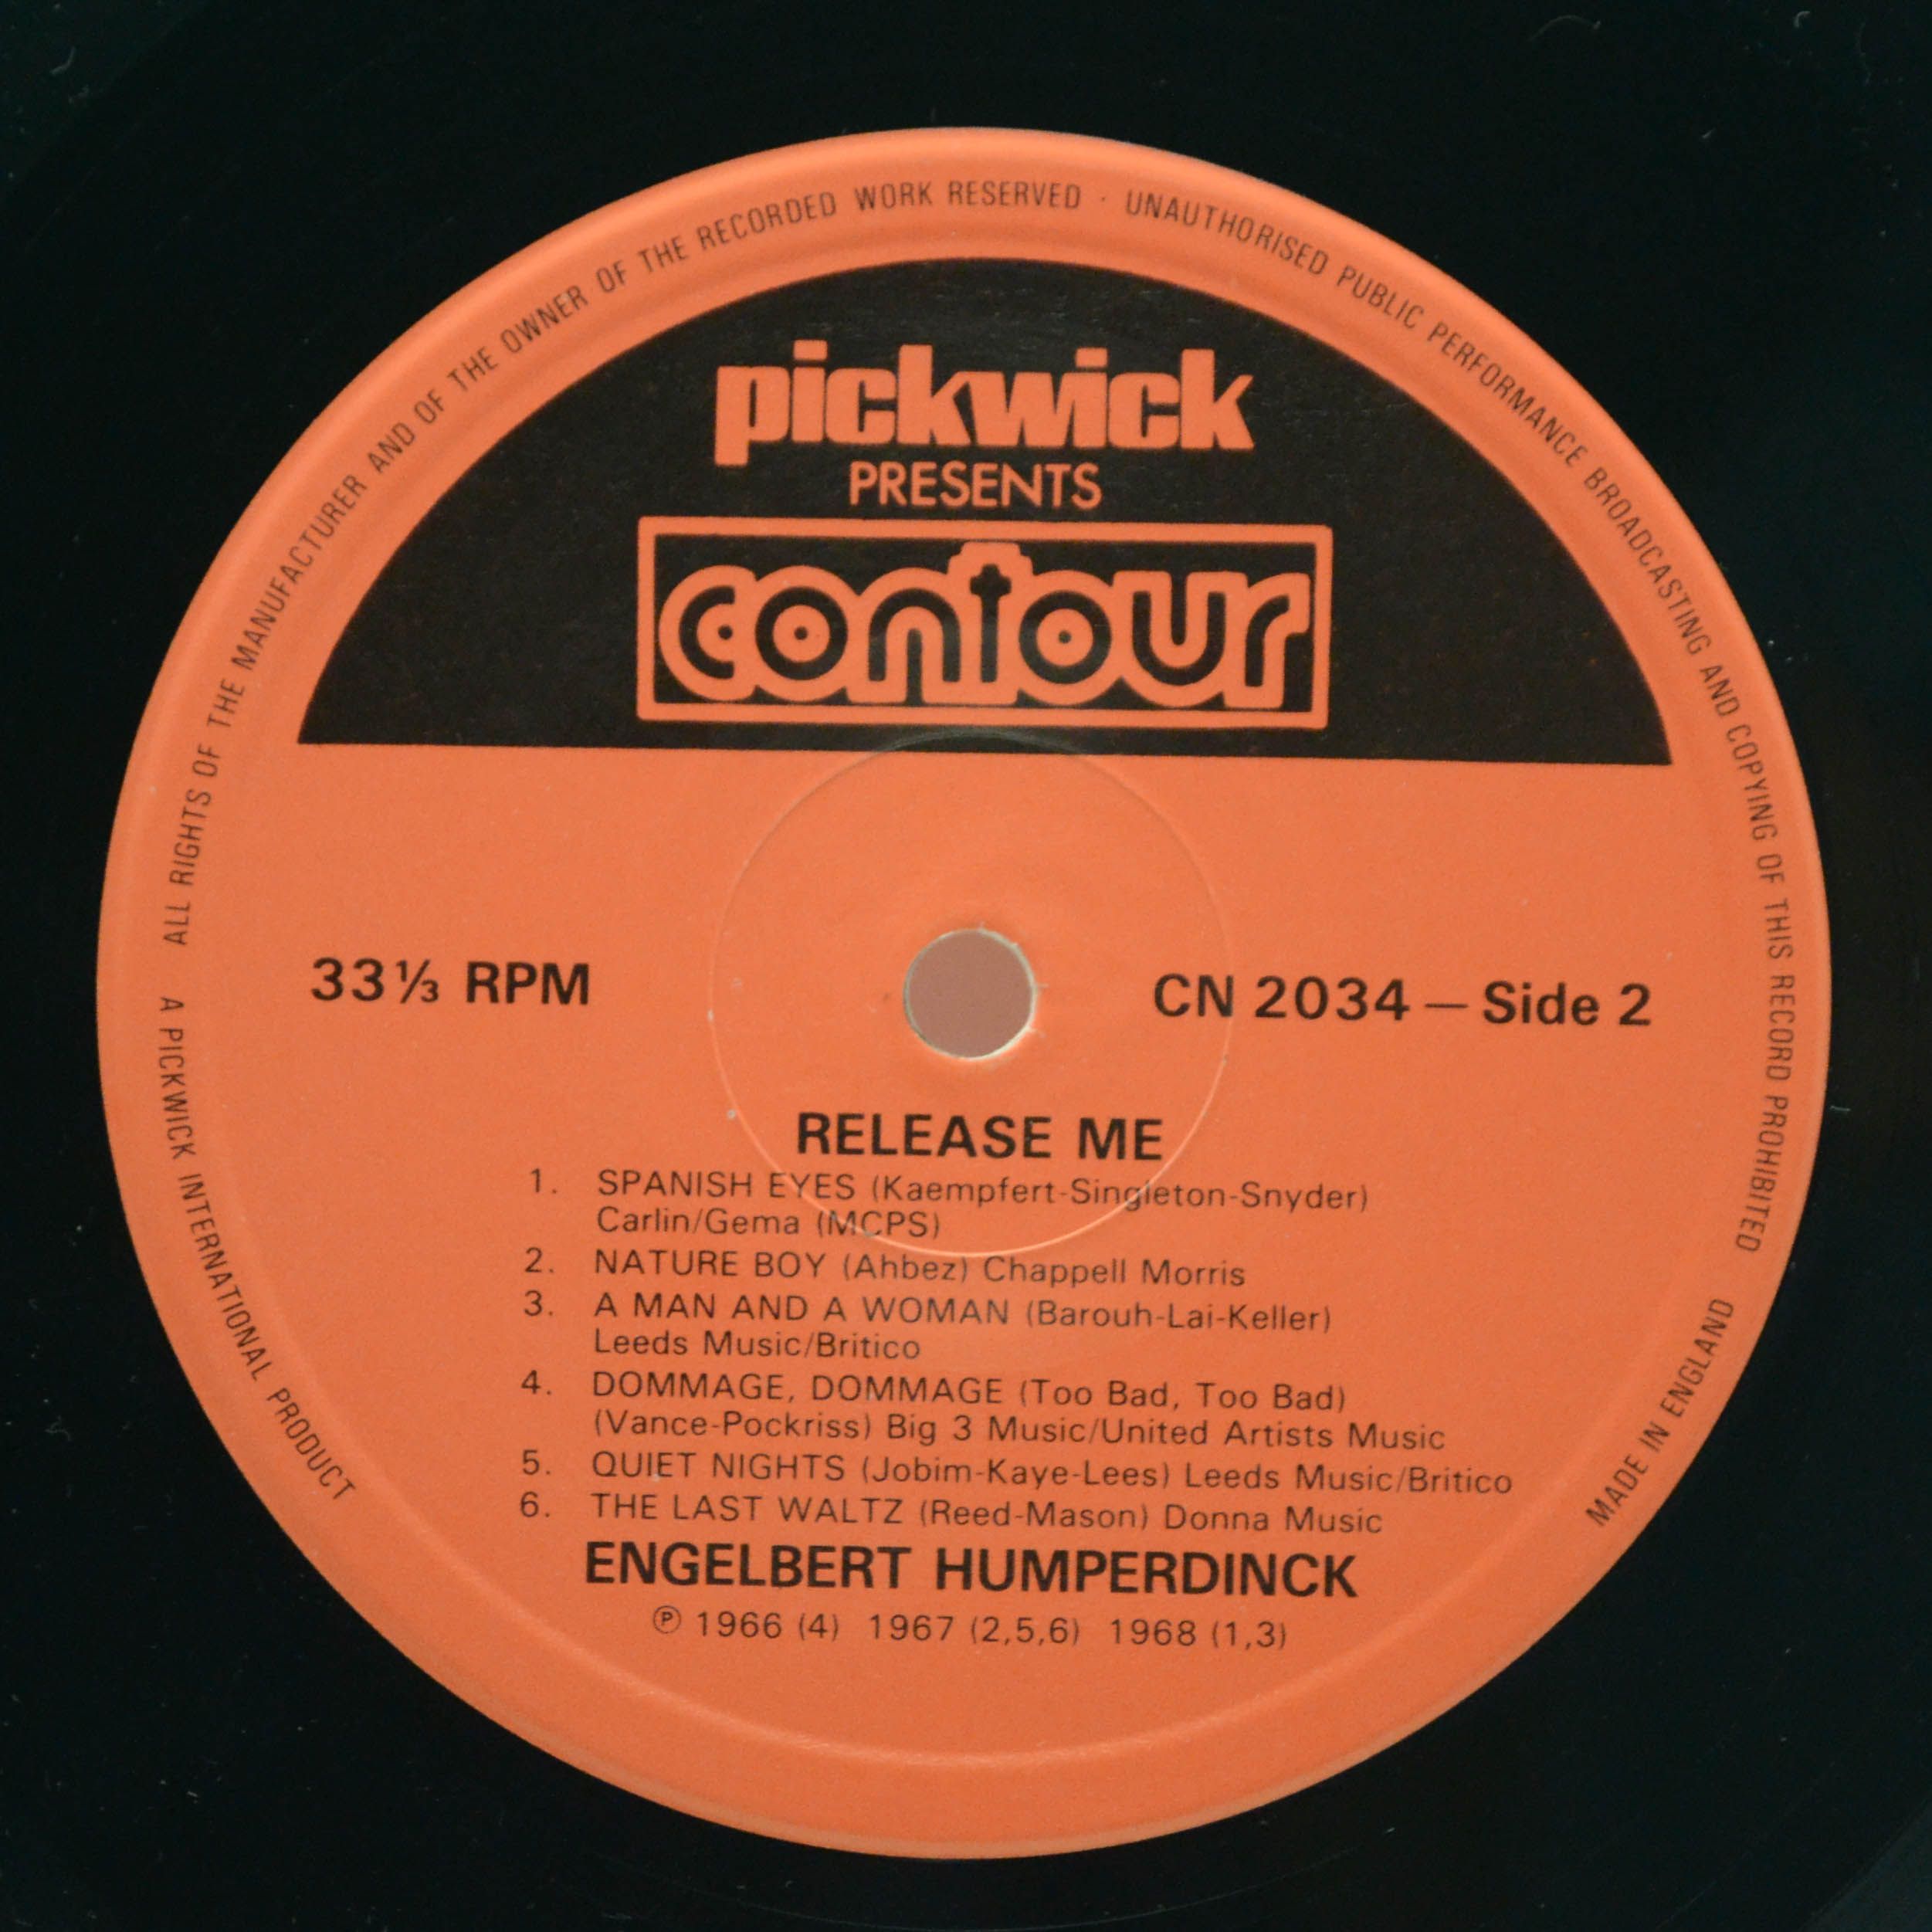 ALL RIGHTS OF THE MANUFACTURER AND OF THE OWNER OF THE RECORDED WORK RESERVED · UNAUTHORISED PUBLIC PERFORMANCE BROADCASTING AND COPYING OF THIS RECORD PROHIBITED
pickwick
PRESENTS
contour
33⅓ RPM
CN 2034 — Side 2
RELEASE ME
1. SPANISH EYES (Kaempfert-Singleton-Snyder)
Carlin/Gema (MCPS)
2. NATURE BOY (Ahbez) Chappell Morris
3. A MAN AND A WOMAN (Barouh-Lai-Keller)
Leeds Music/Britico
4. DOMMAGE, DOMMAGE (Too Bad, Too Bad)
(Vance-Pockriss) Big 3 Music/United Artists Music
5. QUIET NIGHTS (Jobim-Kaye-Lees) Leeds Music/Britico
6. THE LAST WALTZ (Reed-Mason) Donna Music
ENGELBERT HUMPERDINCK
℗ 1966 (4) 1967 (2,5,6) 1968 (1,3)
A PICKWICK INTERNATIONAL PRODUCT
MADE IN ENGLAND